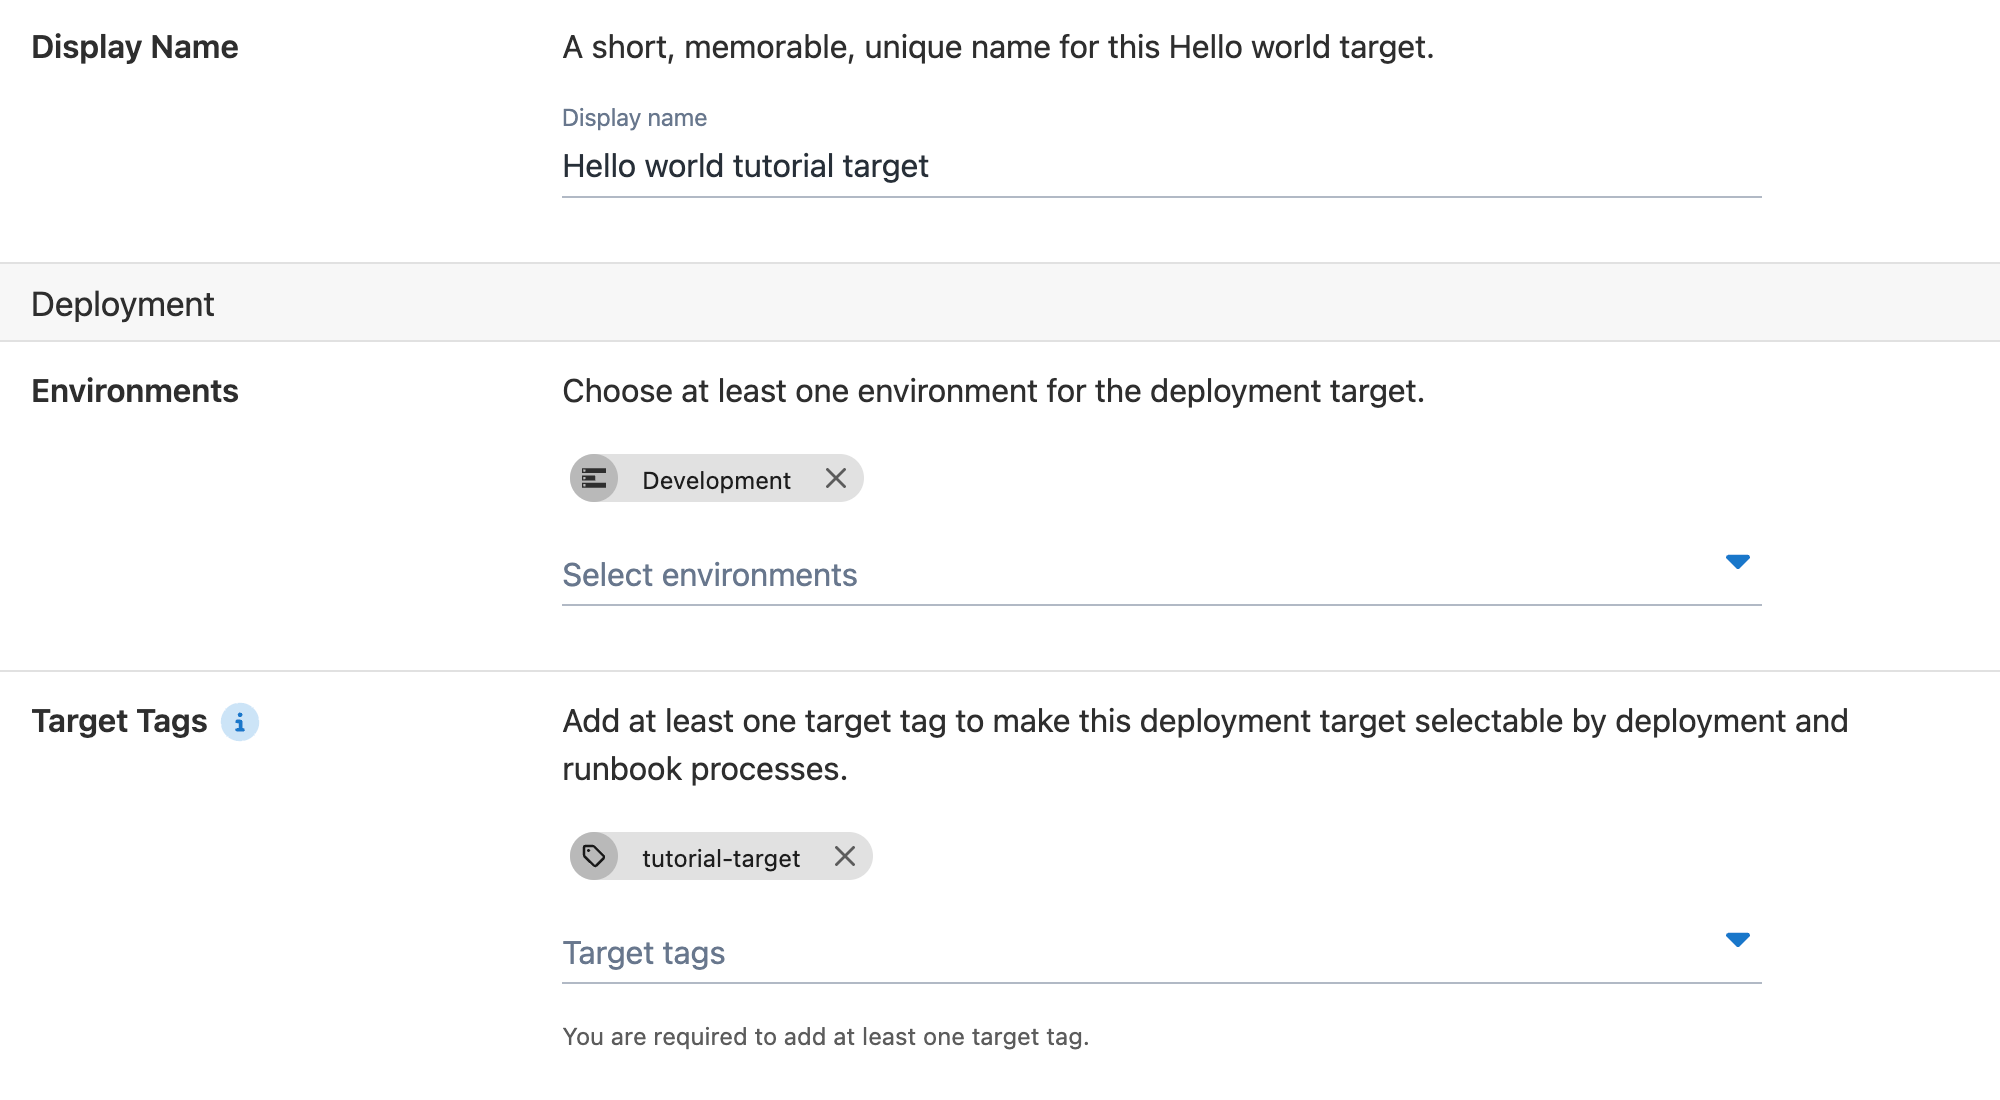 Display Name
A short, memorable, unique name for this Hello world target.
Display name
Hello world tutorial target
Deployment
Environments
Choose at least one environment for the deployment target.
Development
Select environments
Target Tags
Add at least one target tag to make this deployment target selectable by deployment and
runbook processes.
tutorial-target
Target tags
You are required to add at least one target tag.